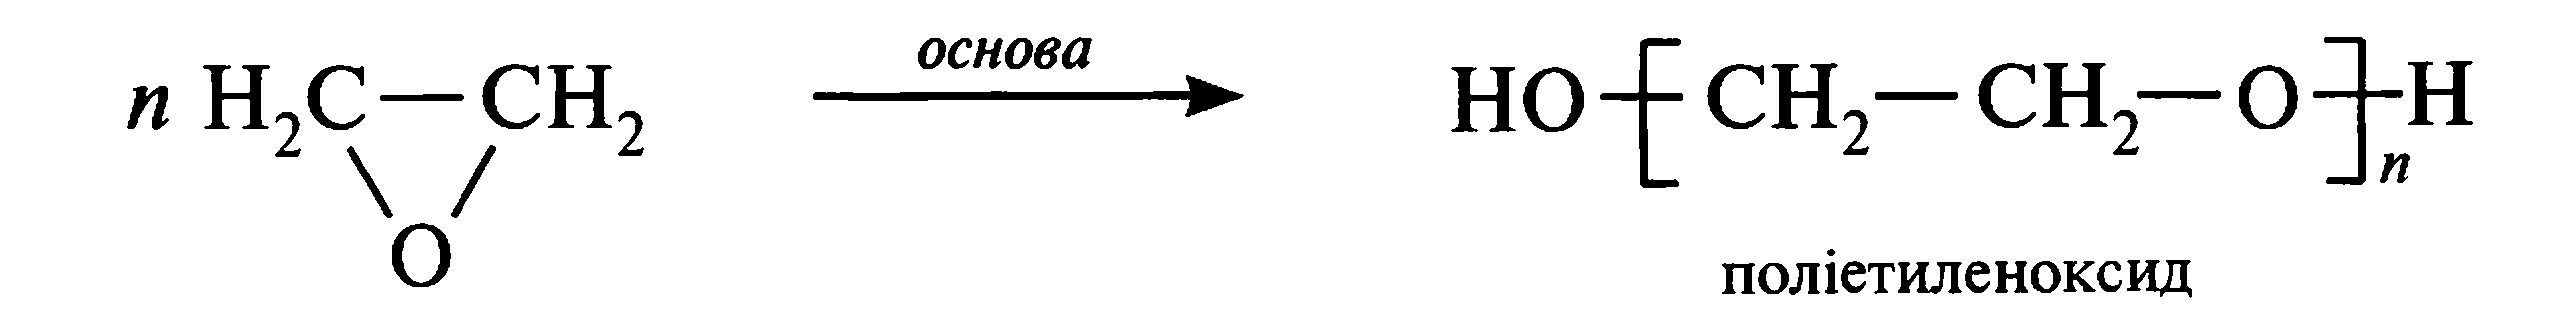 основа
n H₂C — CH₂ → HO–[CH₂—CH₂—O]ₙ–H
O
поліетиленоксид